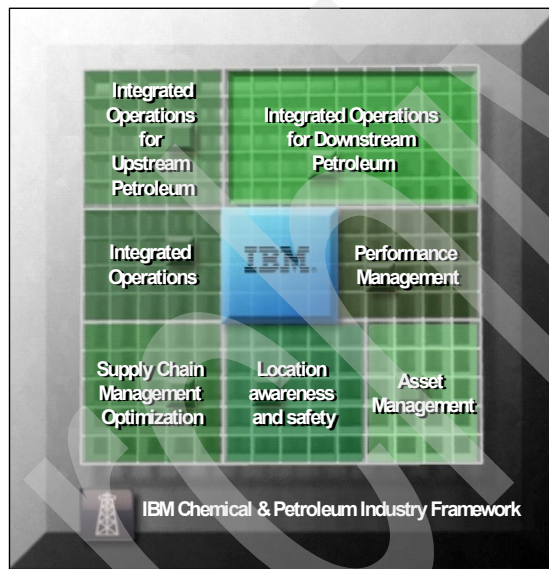 Integrated
Operations
for
Upstream
Petroleum
Integrated Operations
for Downstream
Petroleum
Integrated
Operations
IBM.
Performance
Management
Supply Chain
Management
Optimization
Location
awareness
and safety
Asset
Management
IBM Chemical & Petroleum Industry Framework